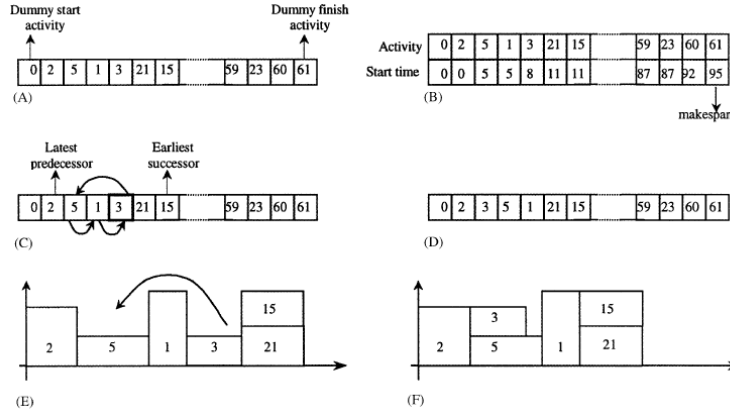 Dummy start activity
Dummy finish activity
0 2 5 1 3 21 15 59 23 60 61
(A)
Activity 0 2 5 1 3 21 15 59 23 60 61
Start time 0 0 5 5 8 11 11 87 87 92 95
(B)
makespan
Latest predecessor
Earliest successor
0 2 5 1 3 21 15 59 23 60 61
(C)
0 2 3 5 1 21 15 59 23 60 61
(D)
2 5 1 3 15 21
(E)
2 3 5 1 15 21
(F)